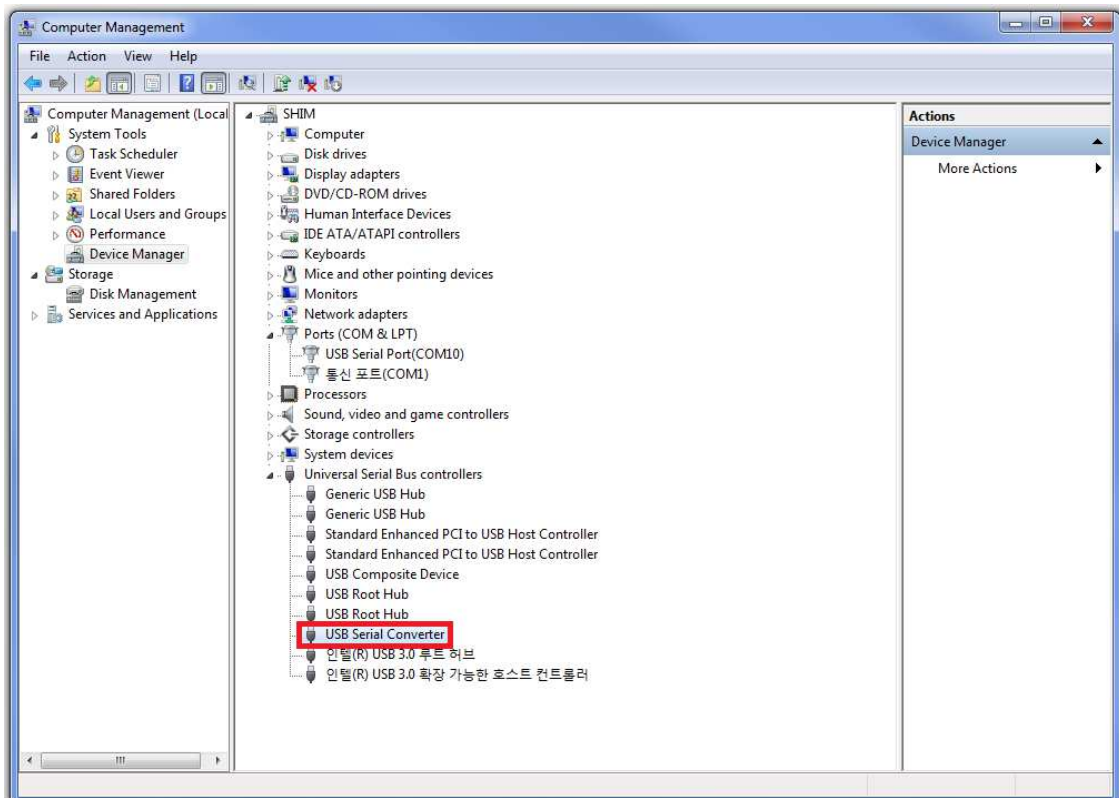 Computer Management
File Action View Help
Computer Management (Local
System Tools
Task Scheduler
Event Viewer
Shared Folders
Local Users and Groups
Performance
Device Manager
Storage
Disk Management
Services and Applications
SHIM
Computer
Disk drives
Display adapters
DVD/CD-ROM drives
Human Interface Devices
IDE ATA/ATAPI controllers
Keyboards
Mice and other pointing devices
Monitors
Network adapters
Ports (COM & LPT)
USB Serial Port(COM10)
통신 포트(COM1)
Processors
Sound, video and game controllers
Storage controllers
System devices
Universal Serial Bus controllers
Generic USB Hub
Generic USB Hub
Standard Enhanced PCI to USB Host Controller
Standard Enhanced PCI to USB Host Controller
USB Composite Device
USB Root Hub
USB Root Hub
USB Serial Converter
인텔(R) USB 3.0 루트 허브
인텔(R) USB 3.0 확장 가능한 호스트 컨트롤러
Actions
Device Manager
More Actions